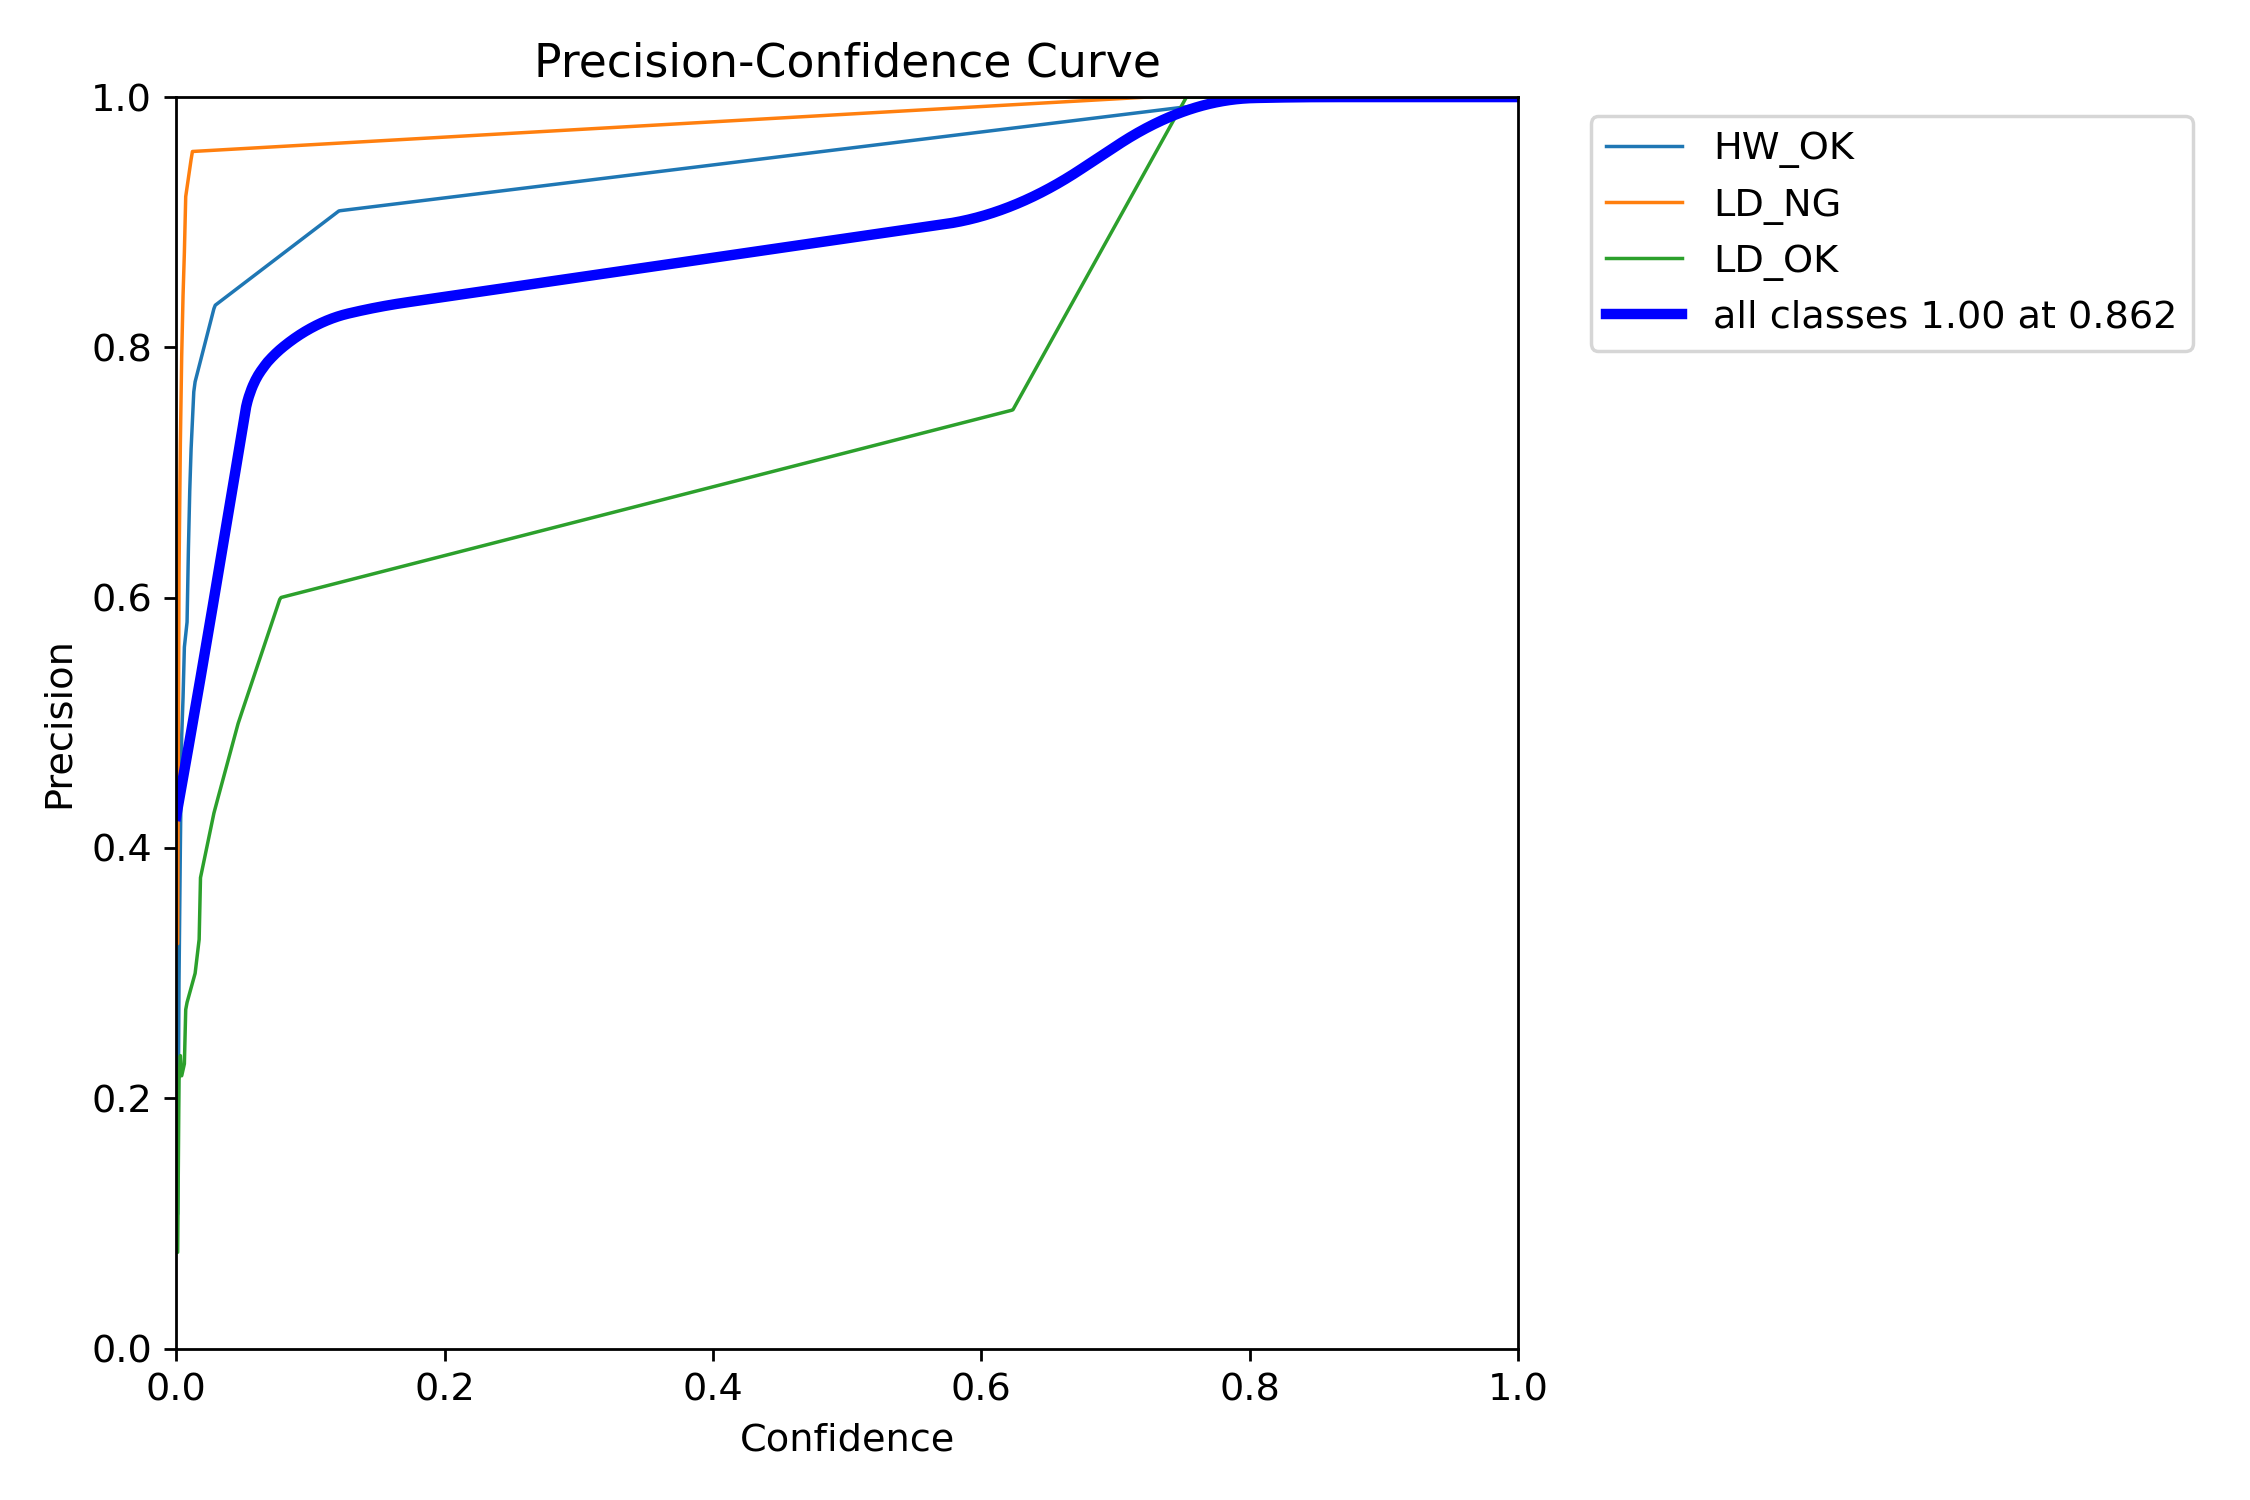 Precision-Confidence Curve
1.0
0.8
0.6
0.4
0.2
0.0
Precision
0.0 0.2 0.4 0.6 0.8 1.0
Confidence
HW_OK
LD_NG
LD_OK
all classes 1.00 at 0.862